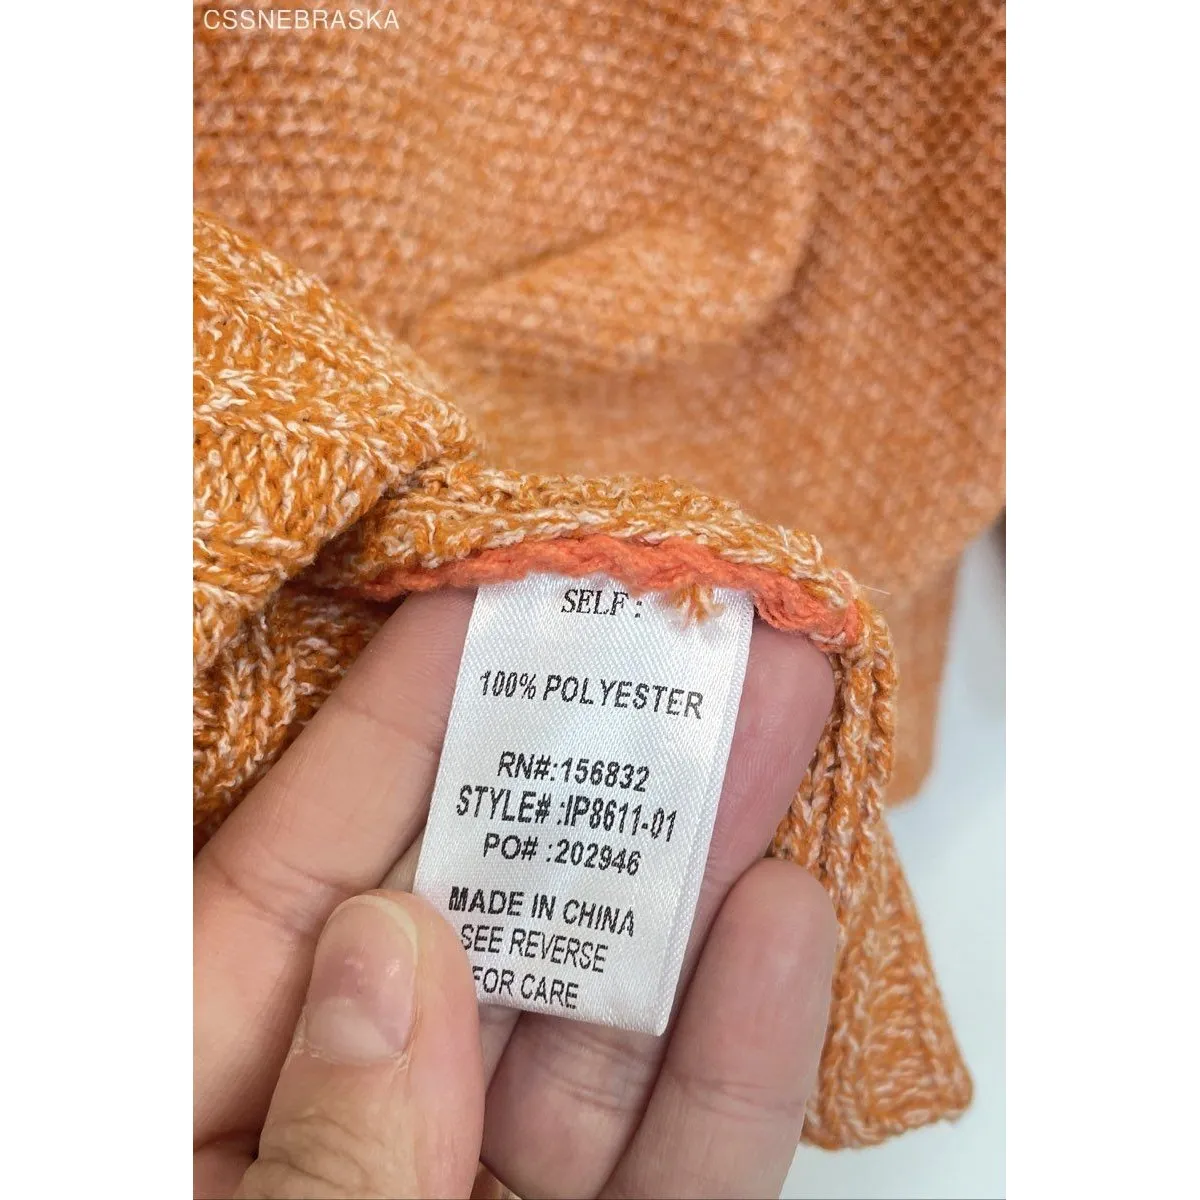 CSSNEBRASKA
SELF :
100% POLYESTER
RN#:156832
STYLE# :IP8611-01
PO# :202946
MADE IN CHINA
SEE REVERSE
FOR CARE